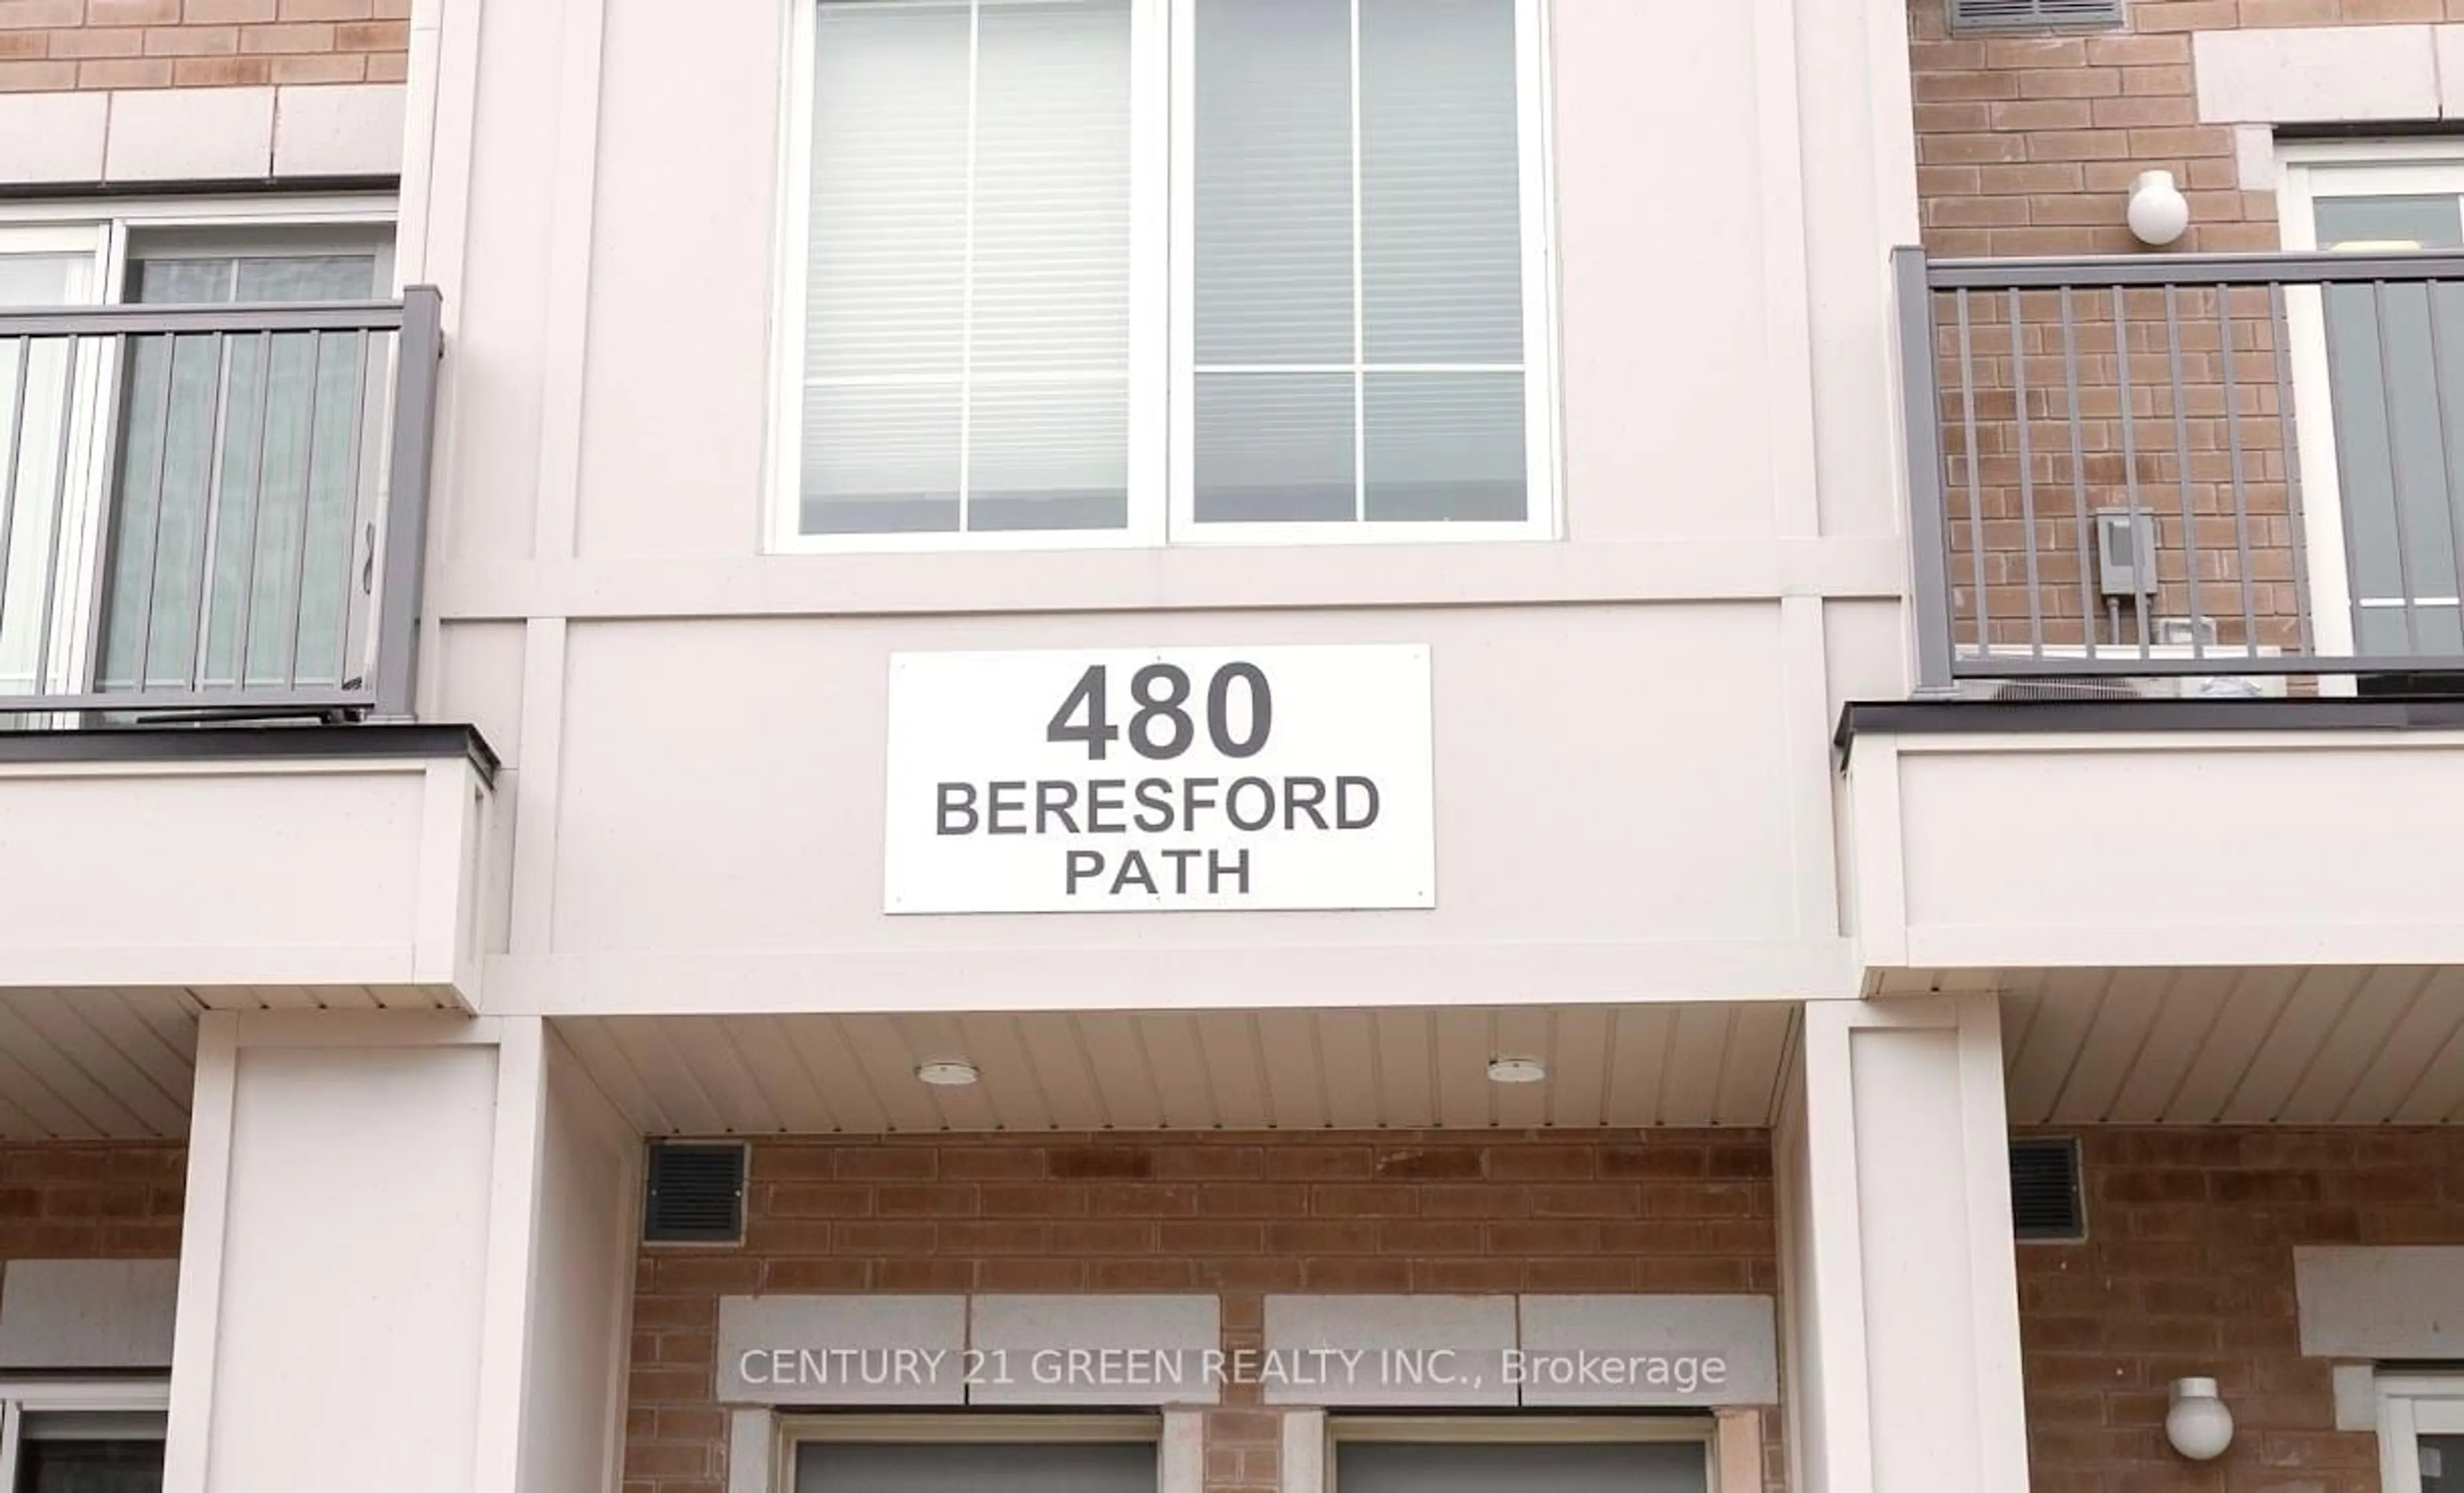 480
BERESFORD
PATH
CENTURY 21 GREEN REALTY INC., Brokerage